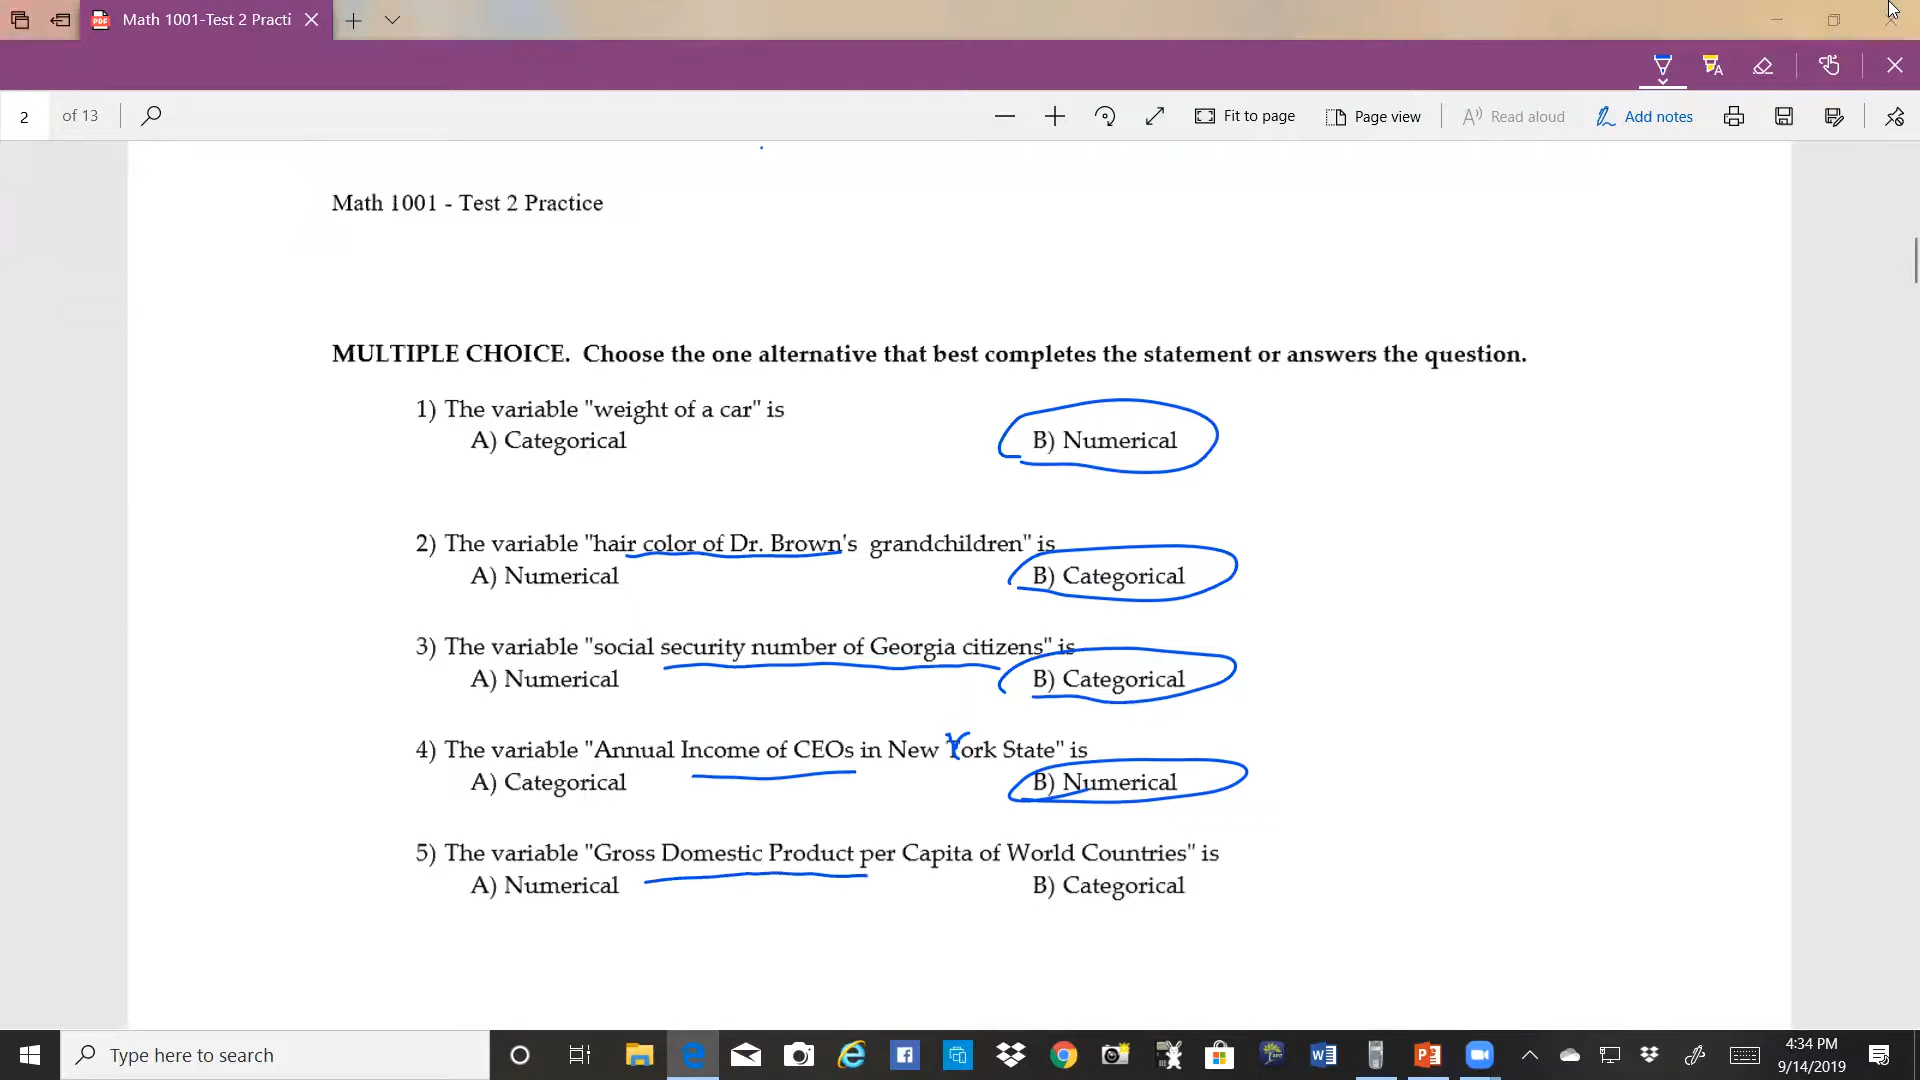 Math 1001-Test 2 Practi
2 of 13
Fit to page
Page view
Read aloud
Add notes
Math 1001 - Test 2 Practice
MULTIPLE CHOICE. Choose the one alternative that best completes the statement or answers the question.
1) The variable "weight of a car" is
A) Categorical B) Numerical
2) The variable "hair color of Dr. Brown's grandchildren" is
A) Numerical B) Categorical
3) The variable "social security number of Georgia citizens" is
A) Numerical B) Categorical
4) The variable "Annual Income of CEOs in New York State" is
A) Categorical B) Numerical
5) The variable "Gross Domestic Product per Capita of World Countries" is
A) Numerical B) Categorical
Type here to search
4:34 PM
9/14/2019